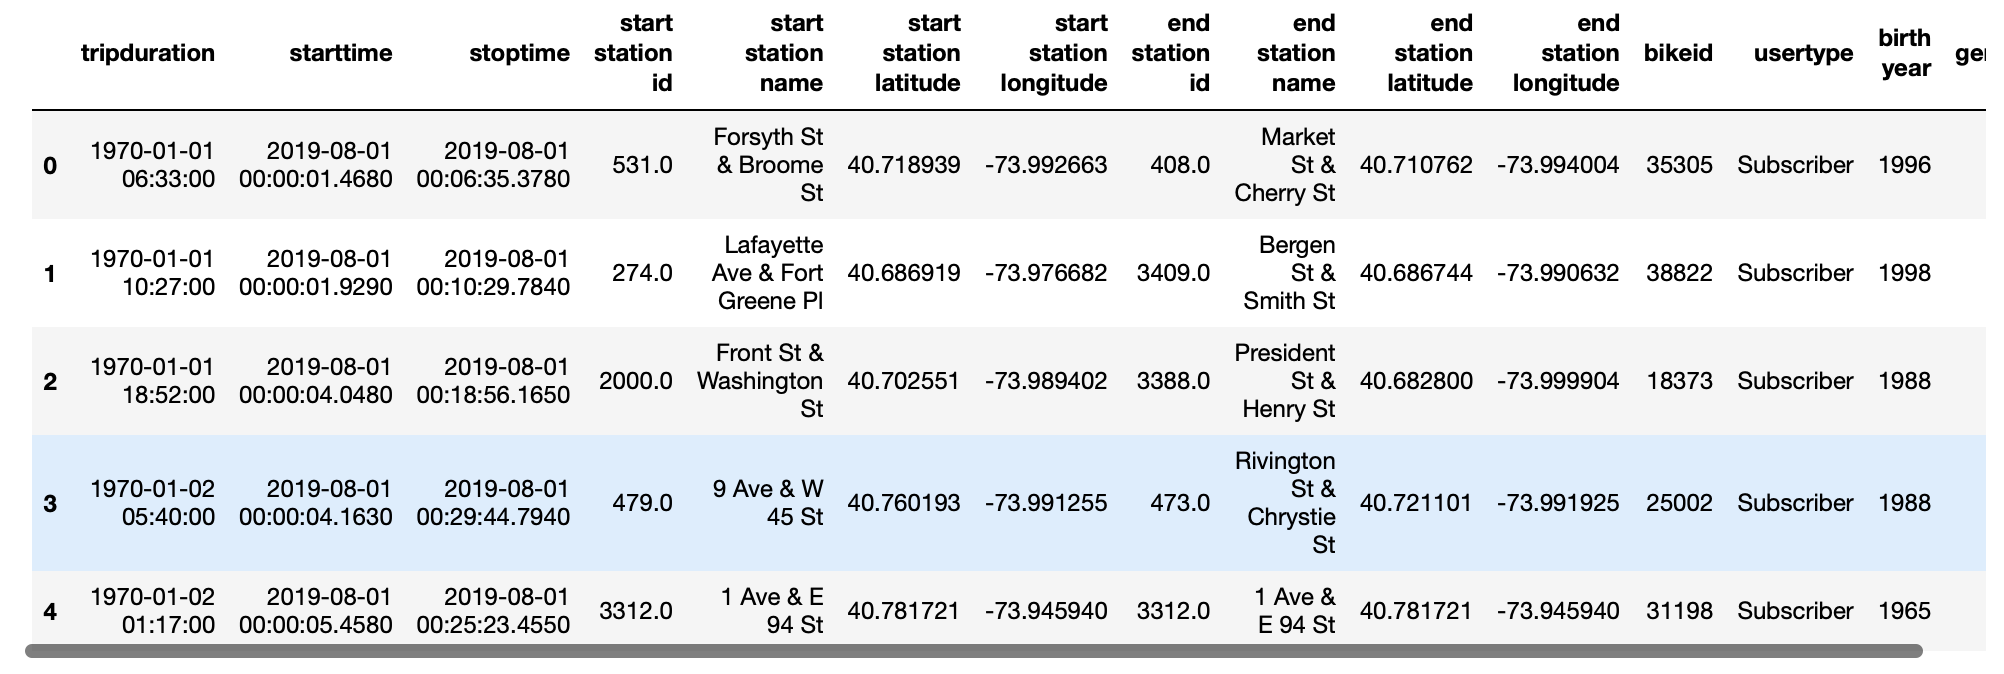 tripduration starttime stoptime start station id start station name start station latitude start station longitude end station id end station name end station latitude end station longitude bikeid usertype birth year
0 1970-01-01 06:33:00 2019-08-01 00:00:01.4680 2019-08-01 00:06:35.3780 531.0 Forsyth St & Broome St 40.718939 -73.992663 408.0 Market St & Cherry St 40.710762 -73.994004 35305 Subscriber 1996
1 1970-01-01 10:27:00 2019-08-01 00:00:01.9290 2019-08-01 00:10:29.7840 274.0 Lafayette Ave & Fort Greene Pl 40.686919 -73.976682 3409.0 Bergen St & Smith St 40.686744 -73.990632 38822 Subscriber 1998
2 1970-01-01 18:52:00 2019-08-01 00:00:04.0480 2019-08-01 00:18:56.1650 2000.0 Front St & Washington St 40.702551 -73.989402 3388.0 President St & Henry St 40.682800 -73.999904 18373 Subscriber 1988
3 1970-01-02 05:40:00 2019-08-01 00:00:04.1630 2019-08-01 00:29:44.7940 479.0 9 Ave & W 45 St 40.760193 -73.991255 473.0 Rivington St & Chrystie St 40.721101 -73.991925 25002 Subscriber 1988
4 1970-01-02 01:17:00 2019-08-01 00:00:05.4580 2019-08-01 00:25:23.4550 3312.0 1 Ave & E 94 St 40.781721 -73.945940 3312.0 1 Ave & E 94 St 40.781721 -73.945940 31198 Subscriber 1965